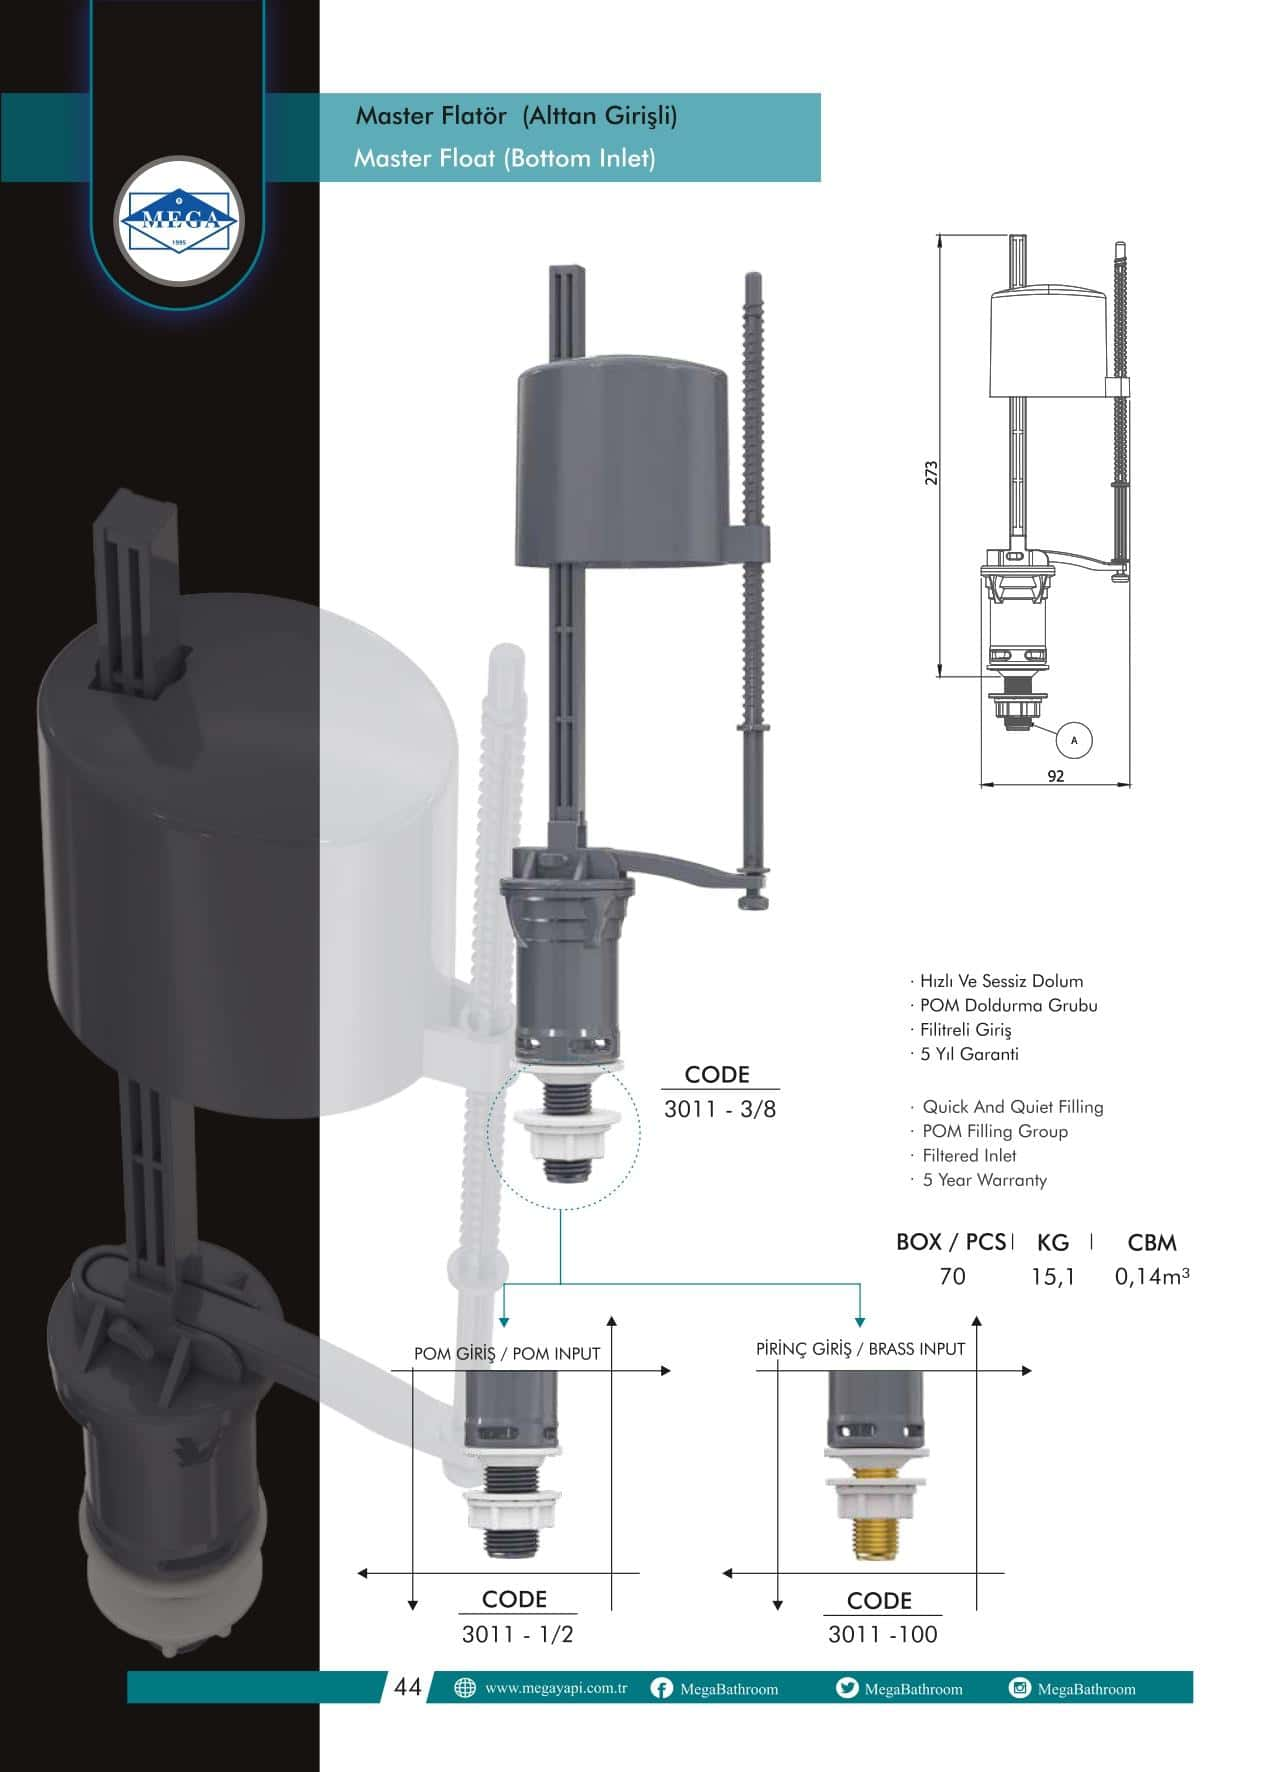 Master Flatör (Alttan Girişli)
Master Float (Bottom Inlet)
MEGA
1995
273
A
92
· Hızlı Ve Sessiz Dolum
· POM Doldurma Grubu
· Filitreli Giriş
· 5 Yıl Garanti
CODE
3011 - 3/8
· Quick And Quiet Filling
· POM Filling Group
· Filtered Inlet
· 5 Year Warranty
BOX / PCS | KG | CBM
70 15,1 0,14m³
POM GİRİŞ / POM INPUT
PİRİNÇ GİRİŞ / BRASS INPUT
CODE
3011 - 1/2
CODE
3011 -100
44 www.megayapi.com.tr MegaBathroom MegaBathroom MegaBathroom